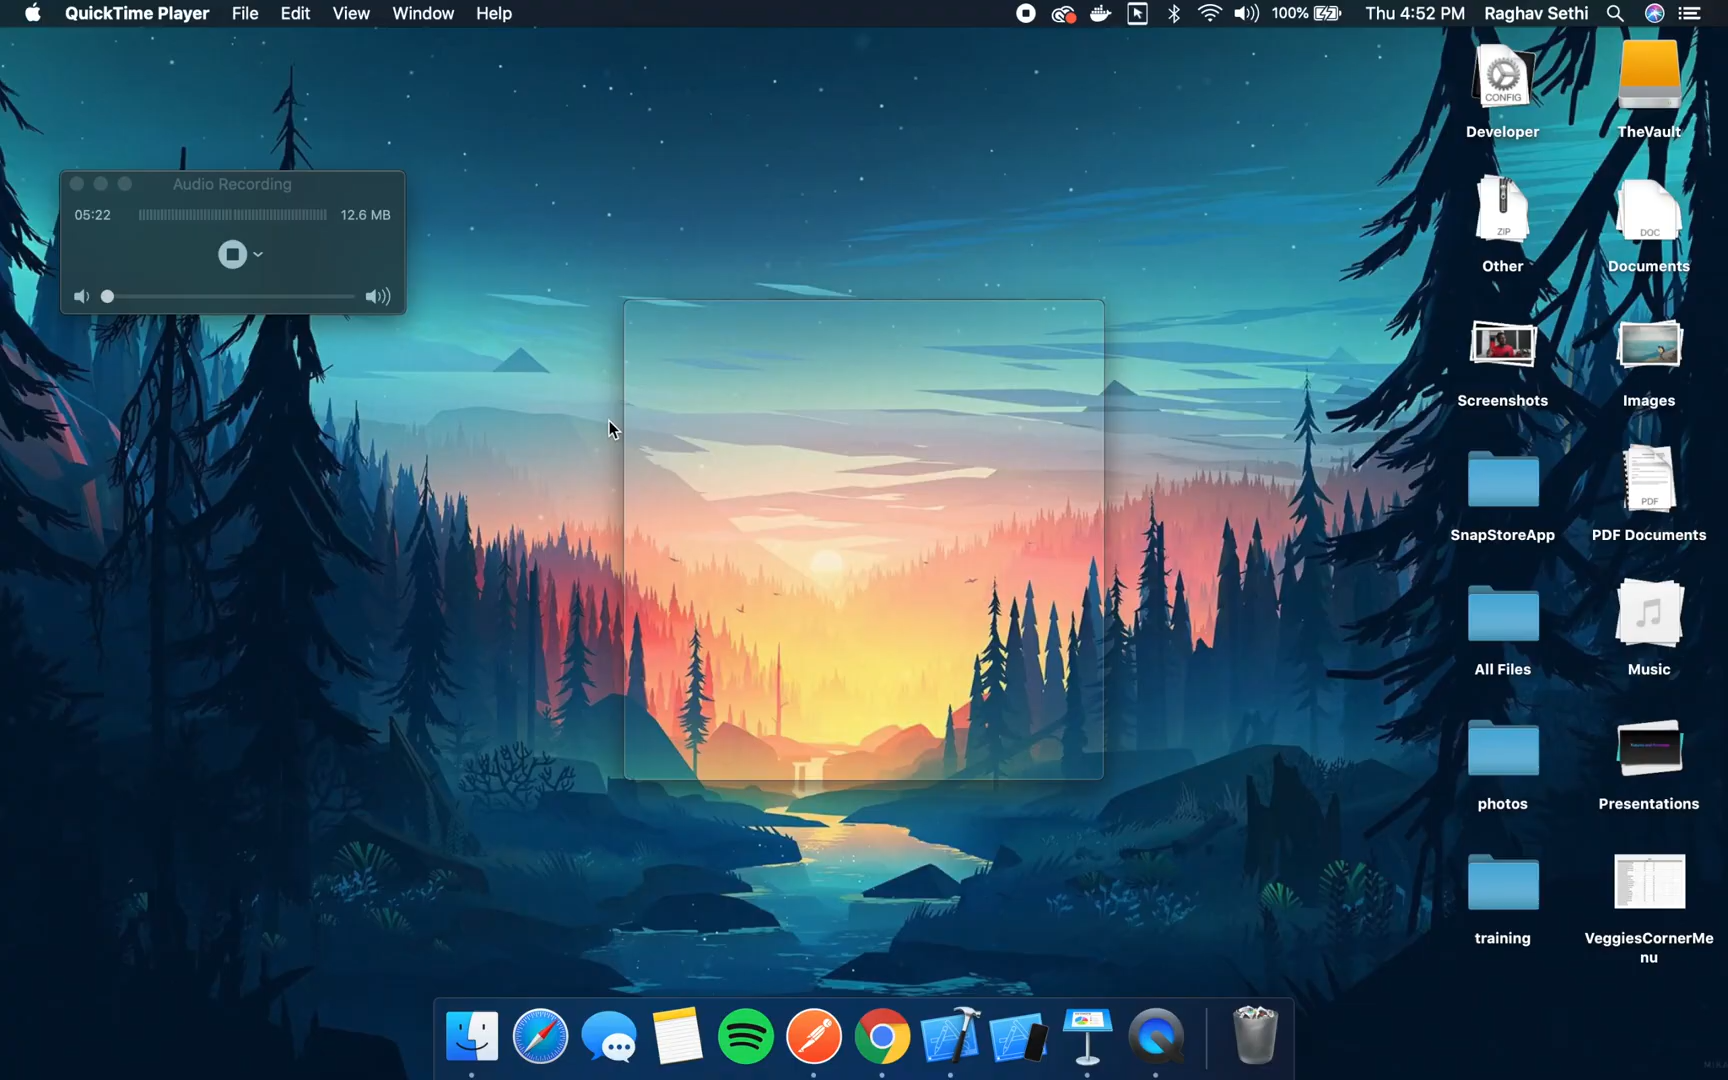 QuickTime Player File Edit View Window Help 100% Thu 4:52 PM Raghav Sethi
Audio Recording
05:22 12.6 MB
CONFIG
Developer
TheVault
ZIP
Other
DOC
Documents
Screenshots
Images
SnapStoreApp
PDF
PDF Documents
All Files
Music
photos
Presentations
training
VeggiesCornerMe
nu